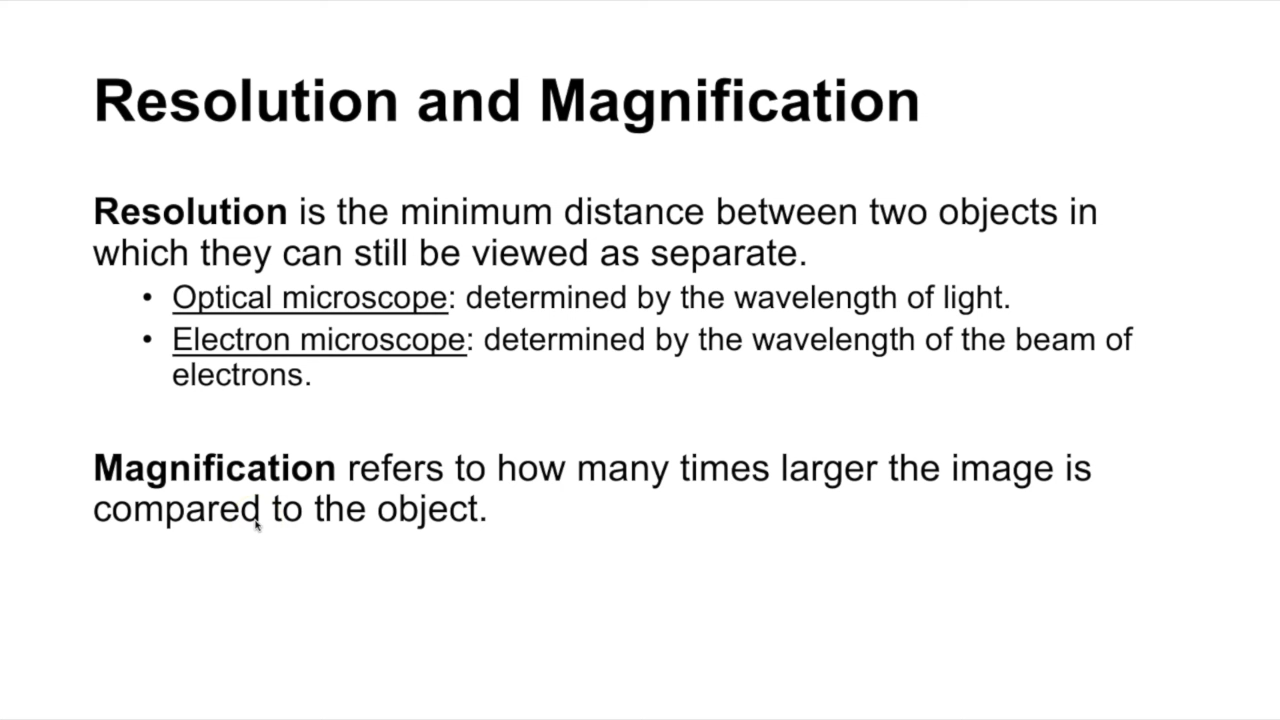 Resolution and Magnification
Resolution is the minimum distance between two objects in
which they can still be viewed as separate.
• Optical microscope: determined by the wavelength of light.
• Electron microscope: determined by the wavelength of the beam of
electrons.
Magnification refers to how many times larger the image is
compared to the object.